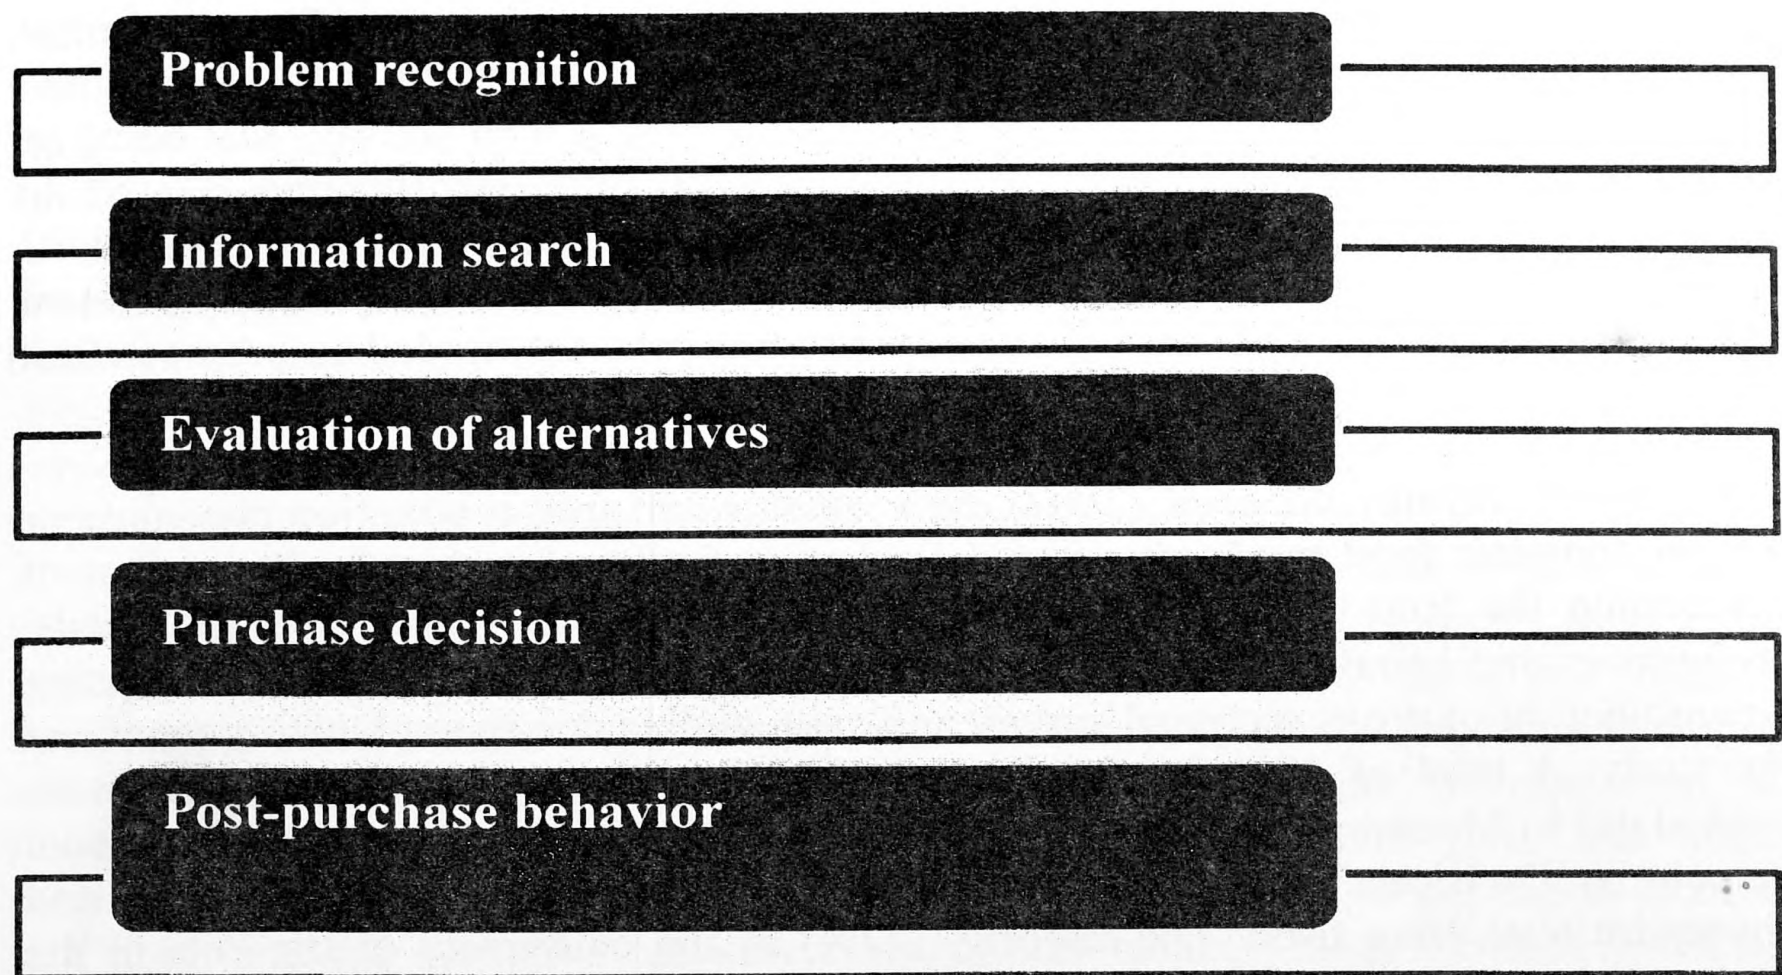 Problem recognition
Information search
Evaluation of alternatives
Purchase decision
Post-purchase behavior